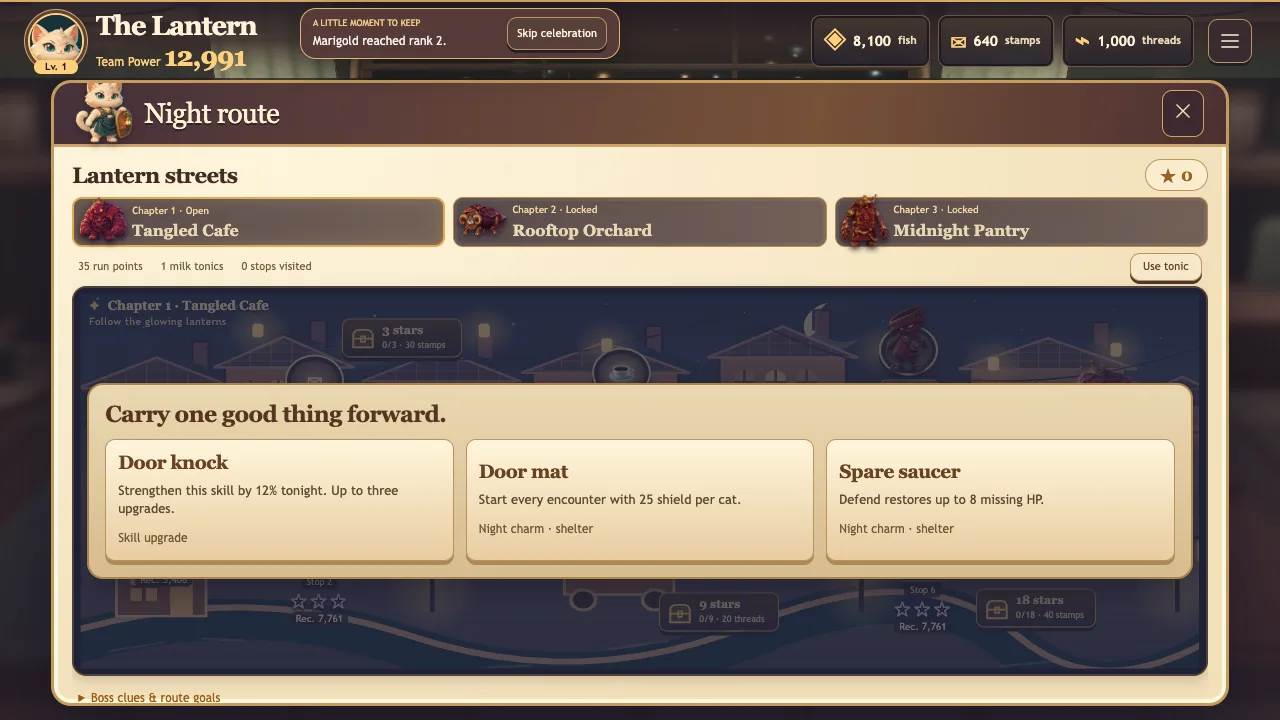 The Lantern
Team Power 12,991
Lv. 1
A LITTLE MOMENT TO KEEP
Marigold reached rank 2.
Skip celebration
8,100 fish
640 stamps
1,000 threads
Night route
Lantern streets
★ 0
Chapter 1 · Open
Tangled Cafe
Chapter 2 · Locked
Rooftop Orchard
Chapter 3 · Locked
Midnight Pantry
35 run points
1 milk tonics
0 stops visited
Use tonic
Chapter 1 · Tangled Cafe
Follow the glowing lanterns
3 stars
0/3 · 30 stamps
Carry one good thing forward.
Door knock
Strengthen this skill by 12% tonight. Up to three
upgrades.
Skill upgrade
Door mat
Start every encounter with 25 shield per cat.
Night charm · shelter
Spare saucer
Defend restores up to 8 missing HP.
Night charm · shelter
Stop 2
Rec. 7,761
9 stars
0/9 · 20 threads
Stop 6
Rec. 7,761
18 stars
0/18 · 40 stamps
Boss clues & route goals